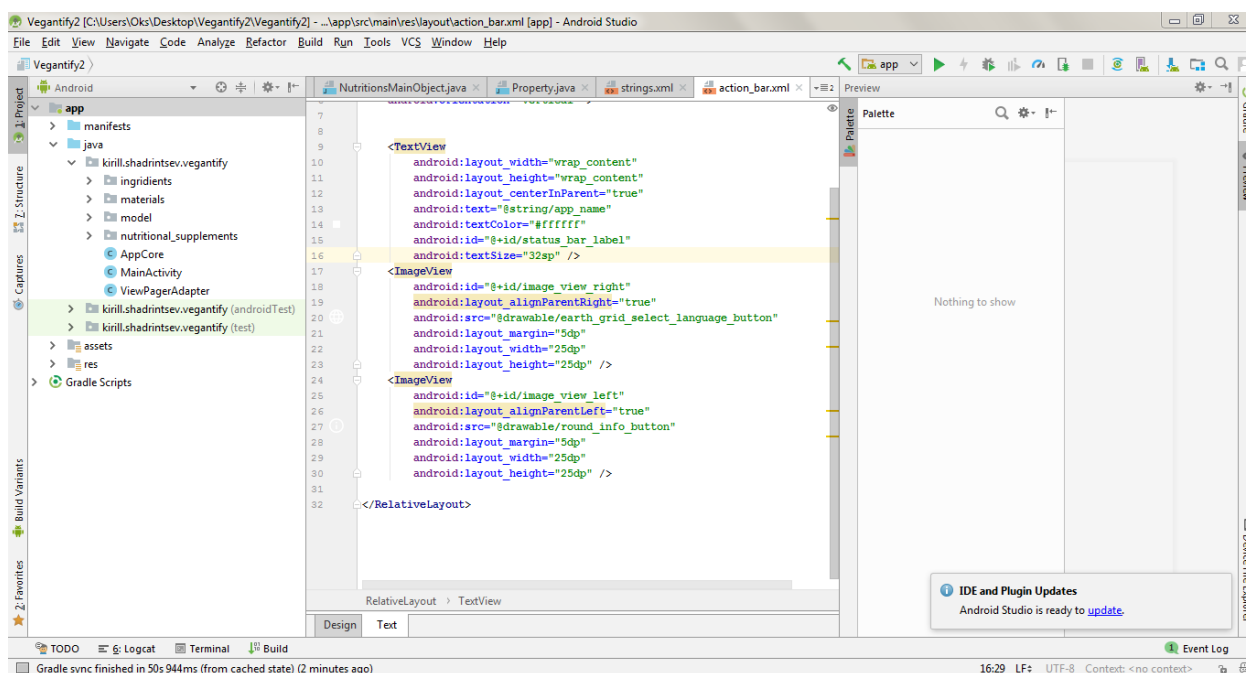 Vegantify2 [C:\Users\Oks\Desktop\Vegantify2\Vegantify2] - ...\app\src\main\res\layout\action_bar.xml [app] - Android Studio
File Edit View Navigate Code Analyze Refactor Build Run Tools VCS Window Help
Vegantify2
app
1: Project
Z: Structure
Captures
Build Variants
2: Favorites
Android
app
manifests
java
kirill.shadrintsev.vegantify
ingridients
materials
model
nutritional_supplements
AppCore
MainActivity
ViewPagerAdapter
kirill.shadrintsev.vegantify (androidTest)
kirill.shadrintsev.vegantify (test)
assets
res
Gradle Scripts
NutritionsMainObject.java Property.java strings.xml action_bar.xml 2
7
8
9 <TextView
10 android:layout_width="wrap_content"
11 android:layout_height="wrap_content"
12 android:layout_centerInParent="true"
13 android:text="@string/app_name"
14 android:textColor="#ffffff"
15 android:id="@+id/status_bar_label"
16 android:textSize="32sp" />
17 <ImageView
18 android:id="@+id/image_view_right"
19 android:layout_alignParentRight="true"
20 android:src="@drawable/earth_grid_select_language_button"
21 android:layout_margin="5dp"
22 android:layout_width="25dp"
23 android:layout_height="25dp" />
24 <ImageView
25 android:id="@+id/image_view_left"
26 android:layout_alignParentLeft="true"
27 android:src="@drawable/round_info_button"
28 android:layout_margin="5dp"
29 android:layout_width="25dp"
30 android:layout_height="25dp" />
31
32 </RelativeLayout>
RelativeLayout > TextView
Design Text
Preview
Palette
Palette
Nothing to show
IDE and Plugin Updates
Android Studio is ready to update.
TODO 6: Logcat Terminal Build
1 Event Log
Gradle sync finished in 50s 944ms (from cached state) (2 minutes ago)
16:29 LF÷ UTF-8 Context: <no context>